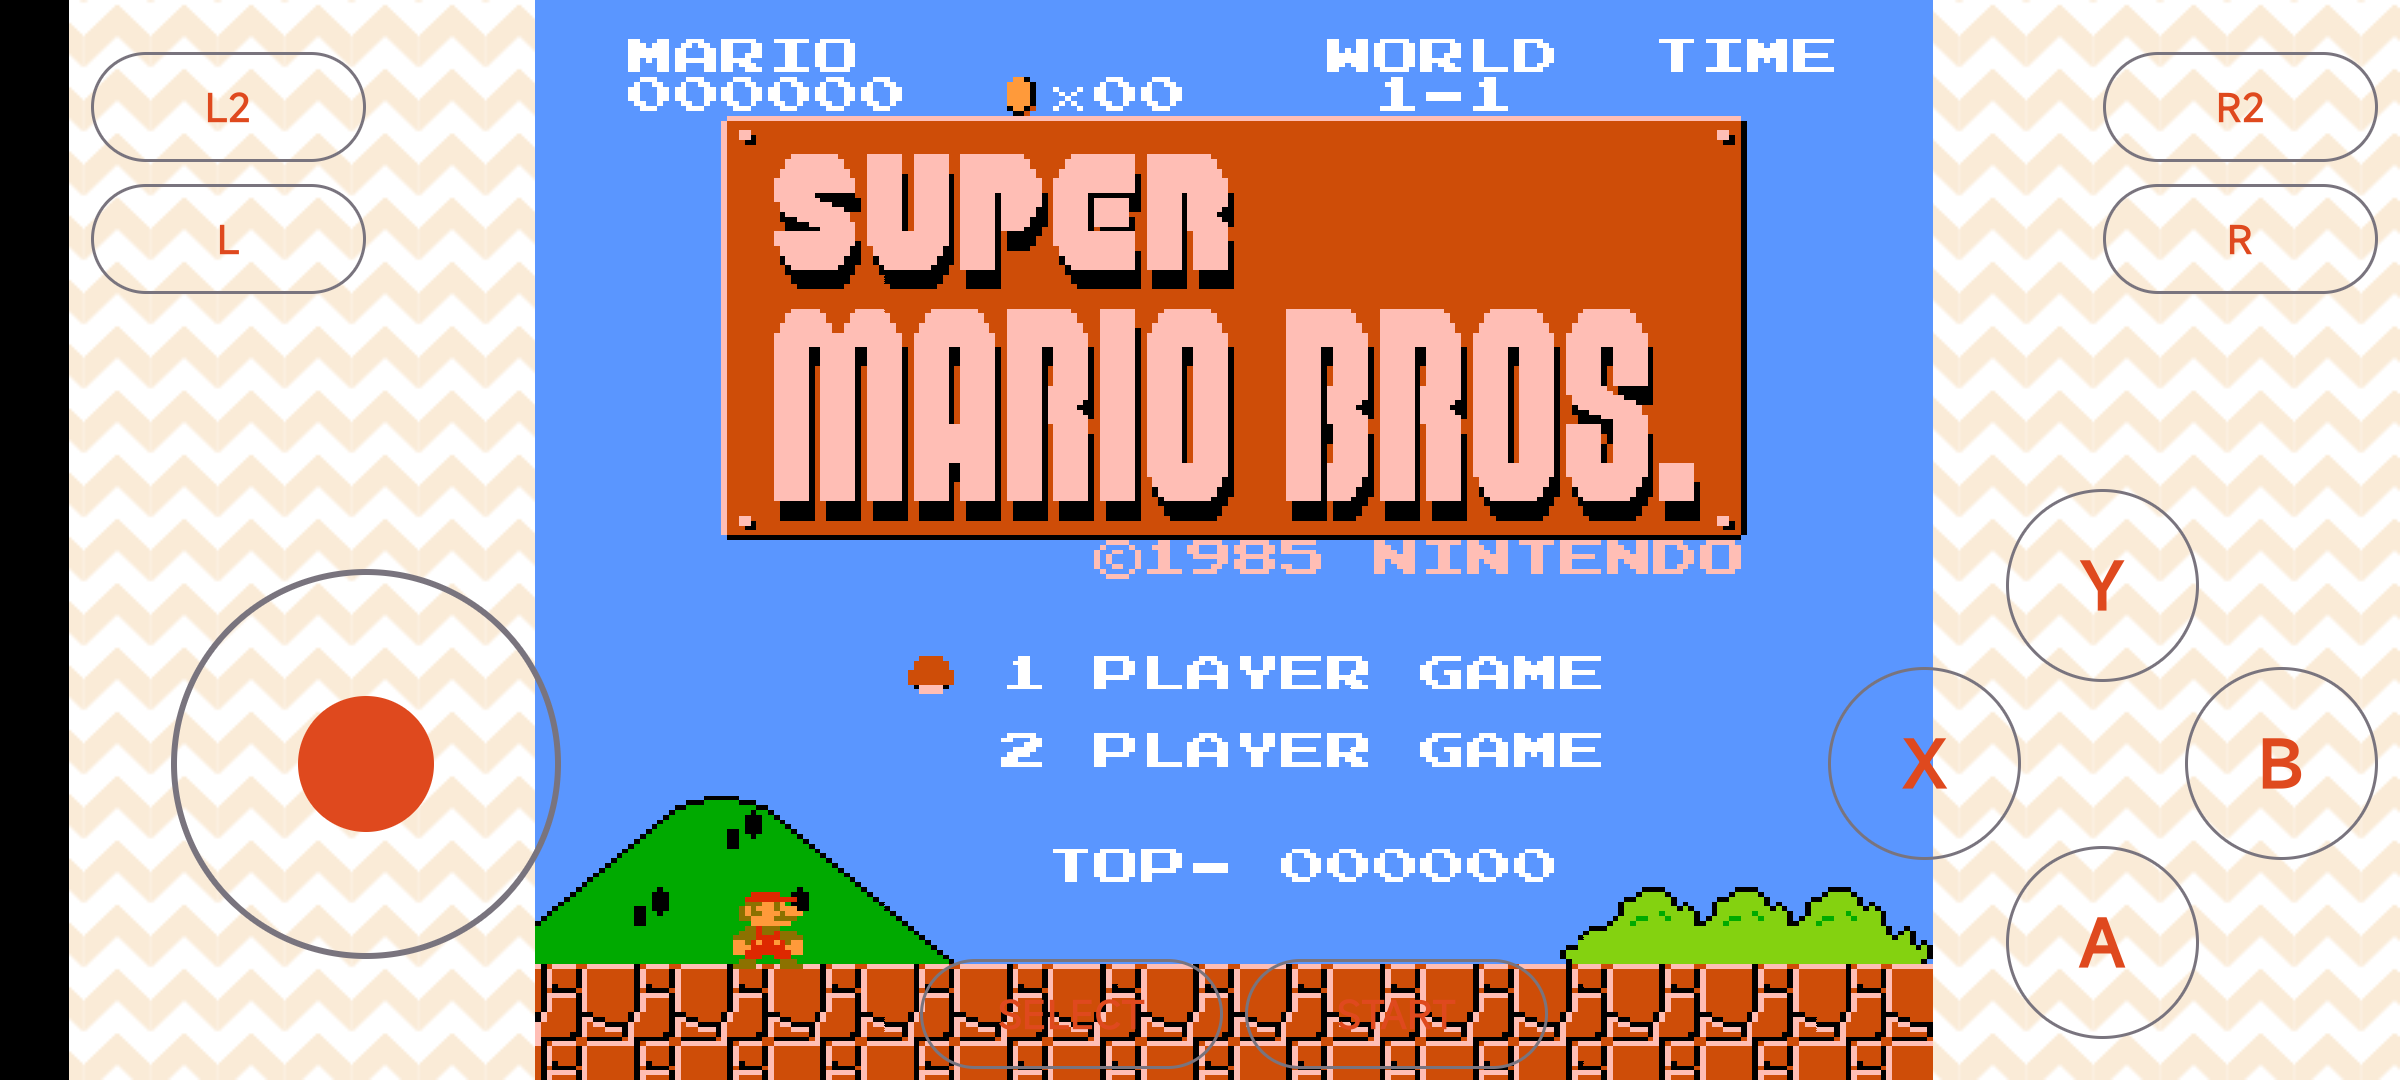 L2
L
MARIO WORLD TIME
000000 ×00 1-1
SUPER
MARIO BROS.
©1985 NINTENDO
1 PLAYER GAME
2 PLAYER GAME
TOP- 000000
SELECT START
R2
R
Y
X
B
A